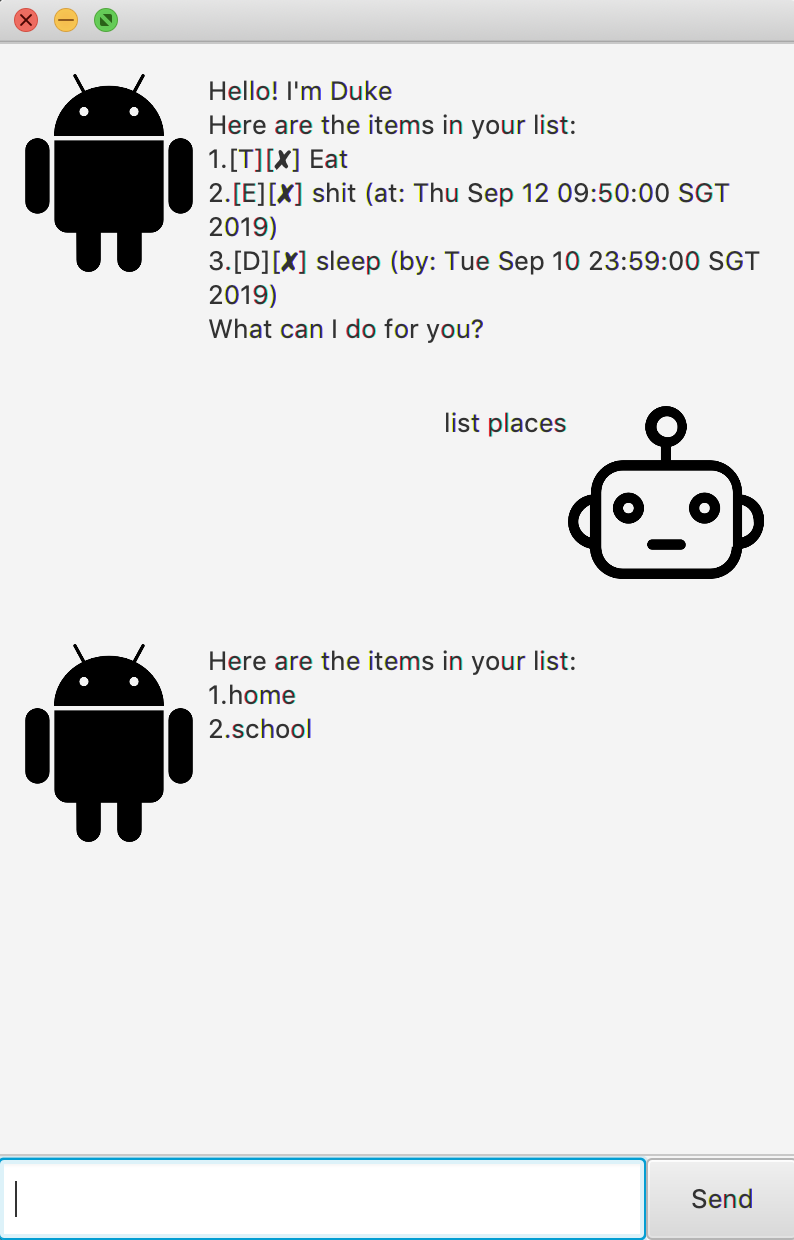 Hello! I'm Duke
Here are the items in your list:
1.[T][✘] Eat
2.[E][✘] shit (at: Thu Sep 12 09:50:00 SGT
2019)
3.[D][✘] sleep (by: Tue Sep 10 23:59:00 SGT
2019)
What can I do for you?
list places
Here are the items in your list:
1.home
2.school
Send